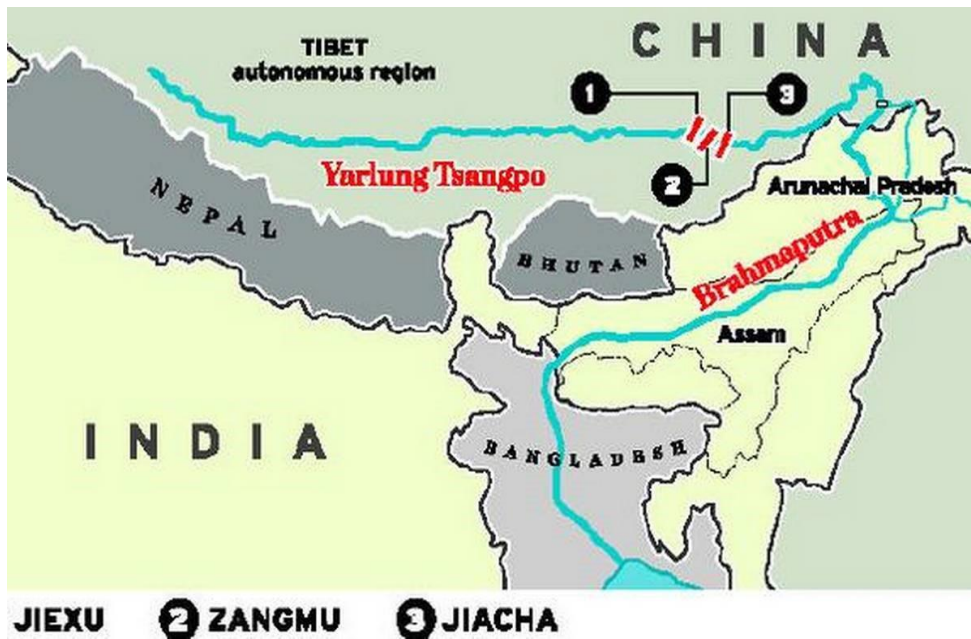 CHINA
TIBET
autonomous region
1
3
Yarlung Tsangpo
2
Arunachal Pradesh
NEPAL
BHUTAN
Brahmaputra
Assam
INDIA
BANGLADESH
JIEXU 2 ZANGMU 3 JIACHA